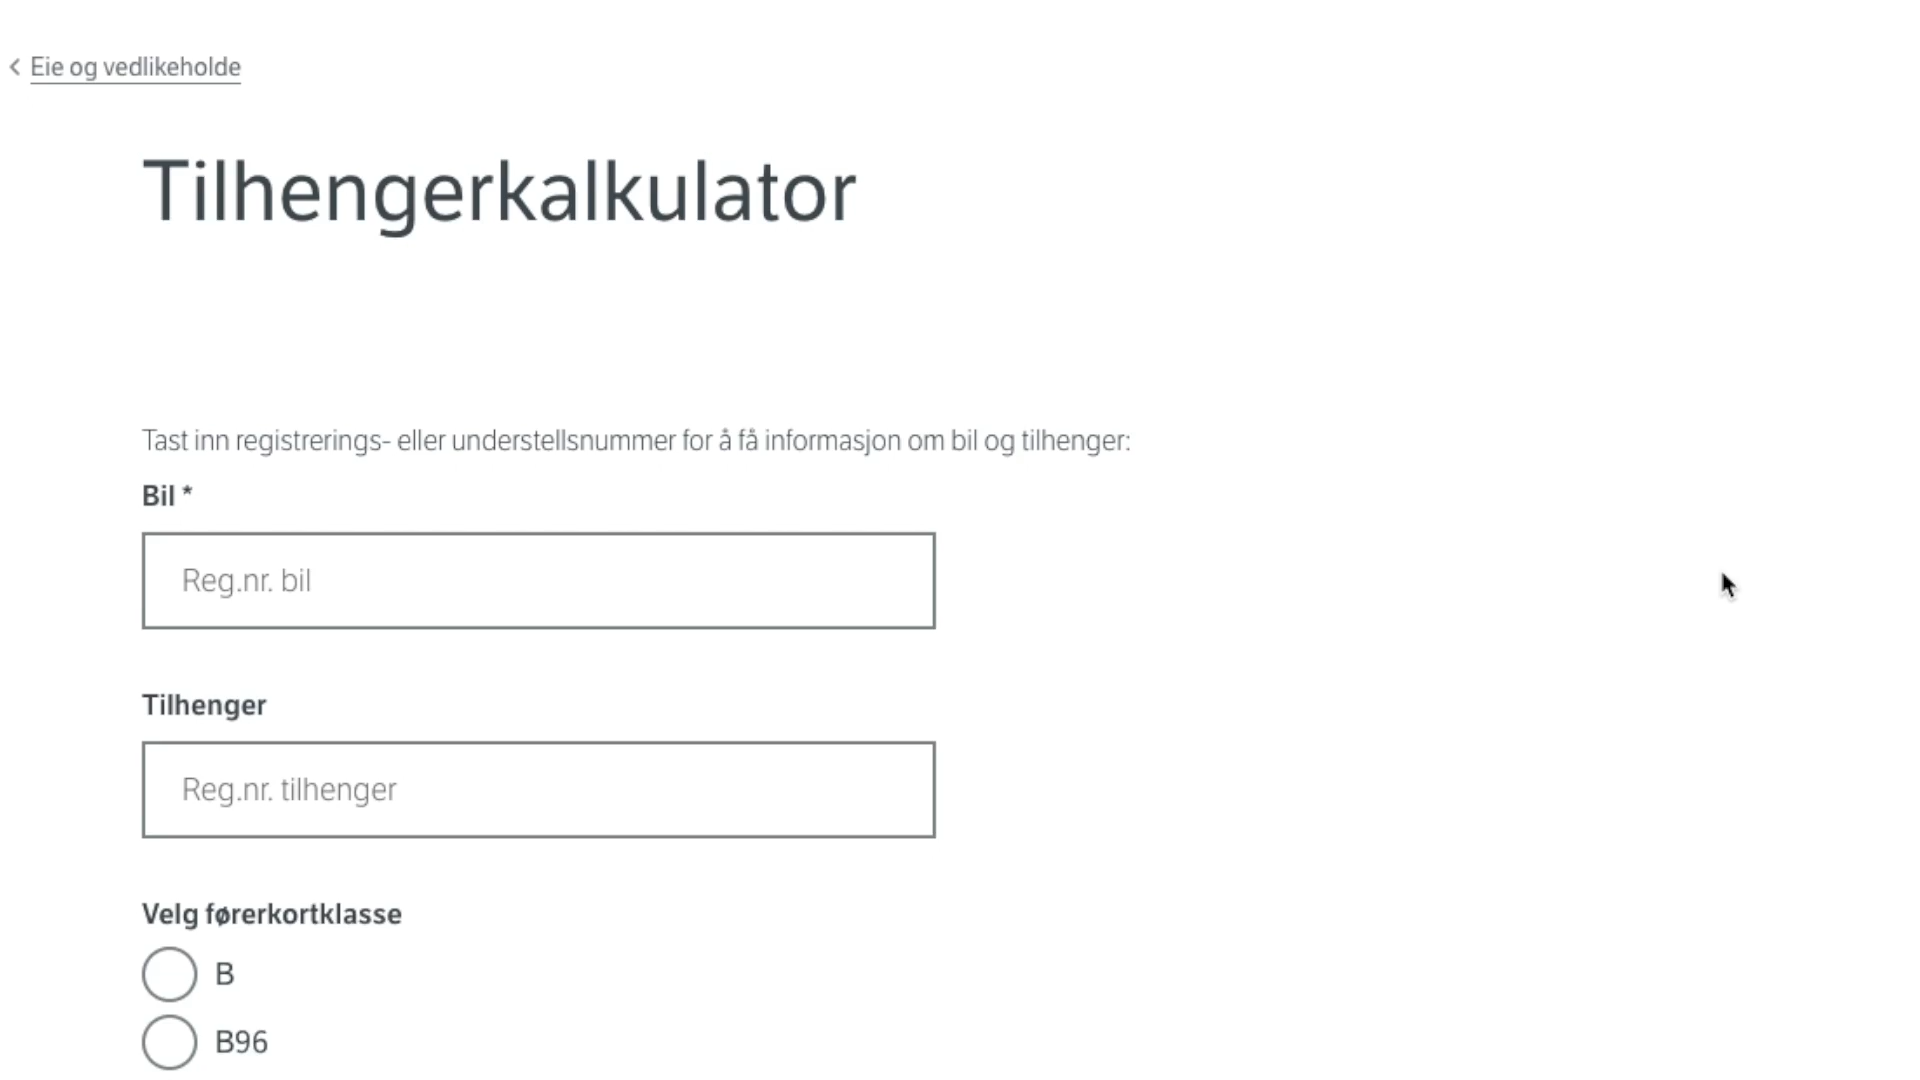 Eie og vedlikeholde
Tilhengerkalkulator
Tast inn registrerings- eller understellsnummer for å få informasjon om bil og tilhenger:
Bil *
Reg.nr. bil
Tilhenger
Reg.nr. tilhenger
Velg førerkortklasse
B
B96